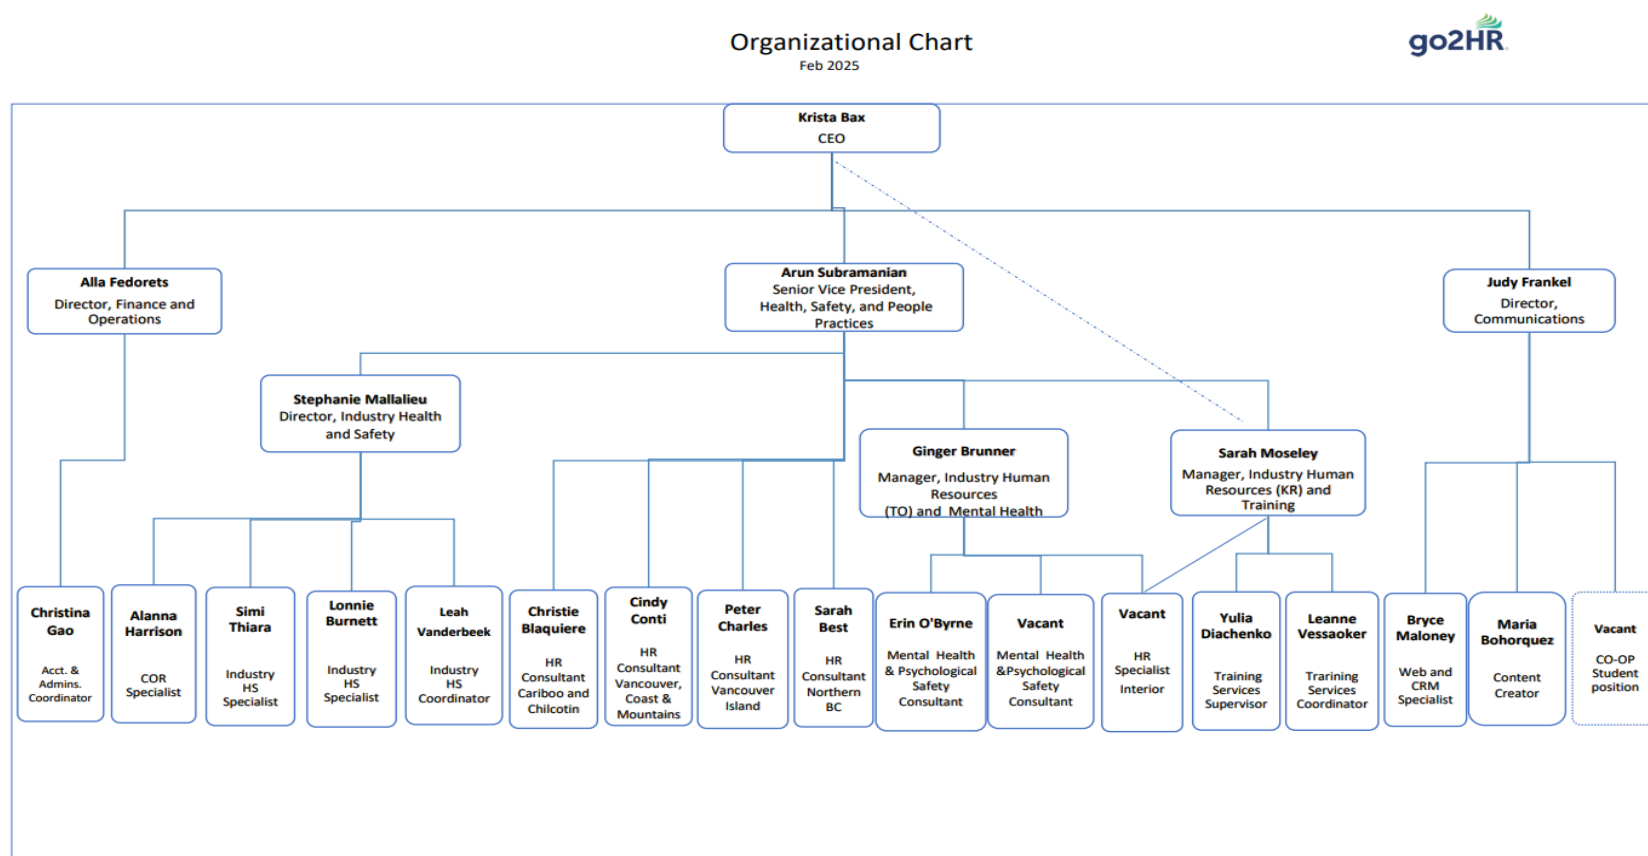 Organizational Chart
Feb 2025
go2HR
Krista Bax
CEO
Alla Fedorets
Director, Finance and
Operations
Arun Subramanian
Senior Vice President,
Health, Safety, and People
Practices
Judy Frankel
Director,
Communications
Stephanie Mallalieu
Director, Industry Health
and Safety
Ginger Brunner
Manager, Industry Human
Resources
(TO) and Mental Health
Sarah Moseley
Manager, Industry Human
Resources (KR) and
Training
Christina
Gao
Acct. &
Admins.
Coordinator
Alanna
Harrison
COR
Specialist
Simi
Thiara
Industry
HS
Specialist
Lonnie
Burnett
Industry
HS
Specialist
Leah
Vanderbeek
Industry
HS
Coordinator
Christie
Blaquiere
HR
Consultant
Cariboo and
Chilcotin
Cindy
Conti
HR
Consultant
Vancouver,
Coast &
Mountains
Peter
Charles
HR
Consultant
Vancouver
Island
Sarah
Best
HR
Consultant
Northern
BC
Erin O'Byrne
Mental Health
& Psychological
Safety
Consultant
Vacant
Mental Health
&Psychological
Safety
Consultant
Vacant
HR
Specialist
Interior
Yulia
Diachenko
Training
Services
Supervisor
Leanne
Vessaoker
Trarining
Services
Coordinator
Bryce
Maloney
Web and
CRM
Specialist
Maria
Bohorquez
Content
Creator
Vacant
CO-OP
Student
position